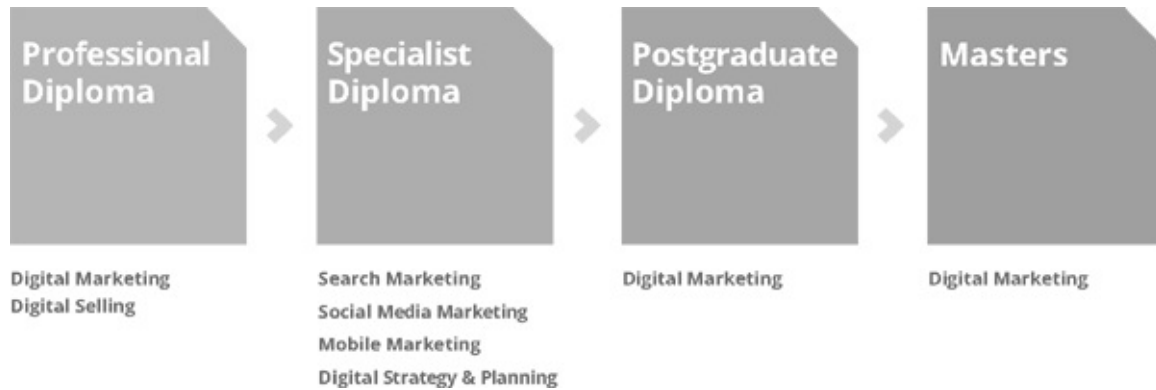 Professional
Diploma
Digital Marketing
Digital Selling
Specialist
Diploma
Search Marketing
Social Media Marketing
Mobile Marketing
Digital Strategy & Planning
Postgraduate
Diploma
Digital Marketing
Masters
Digital Marketing